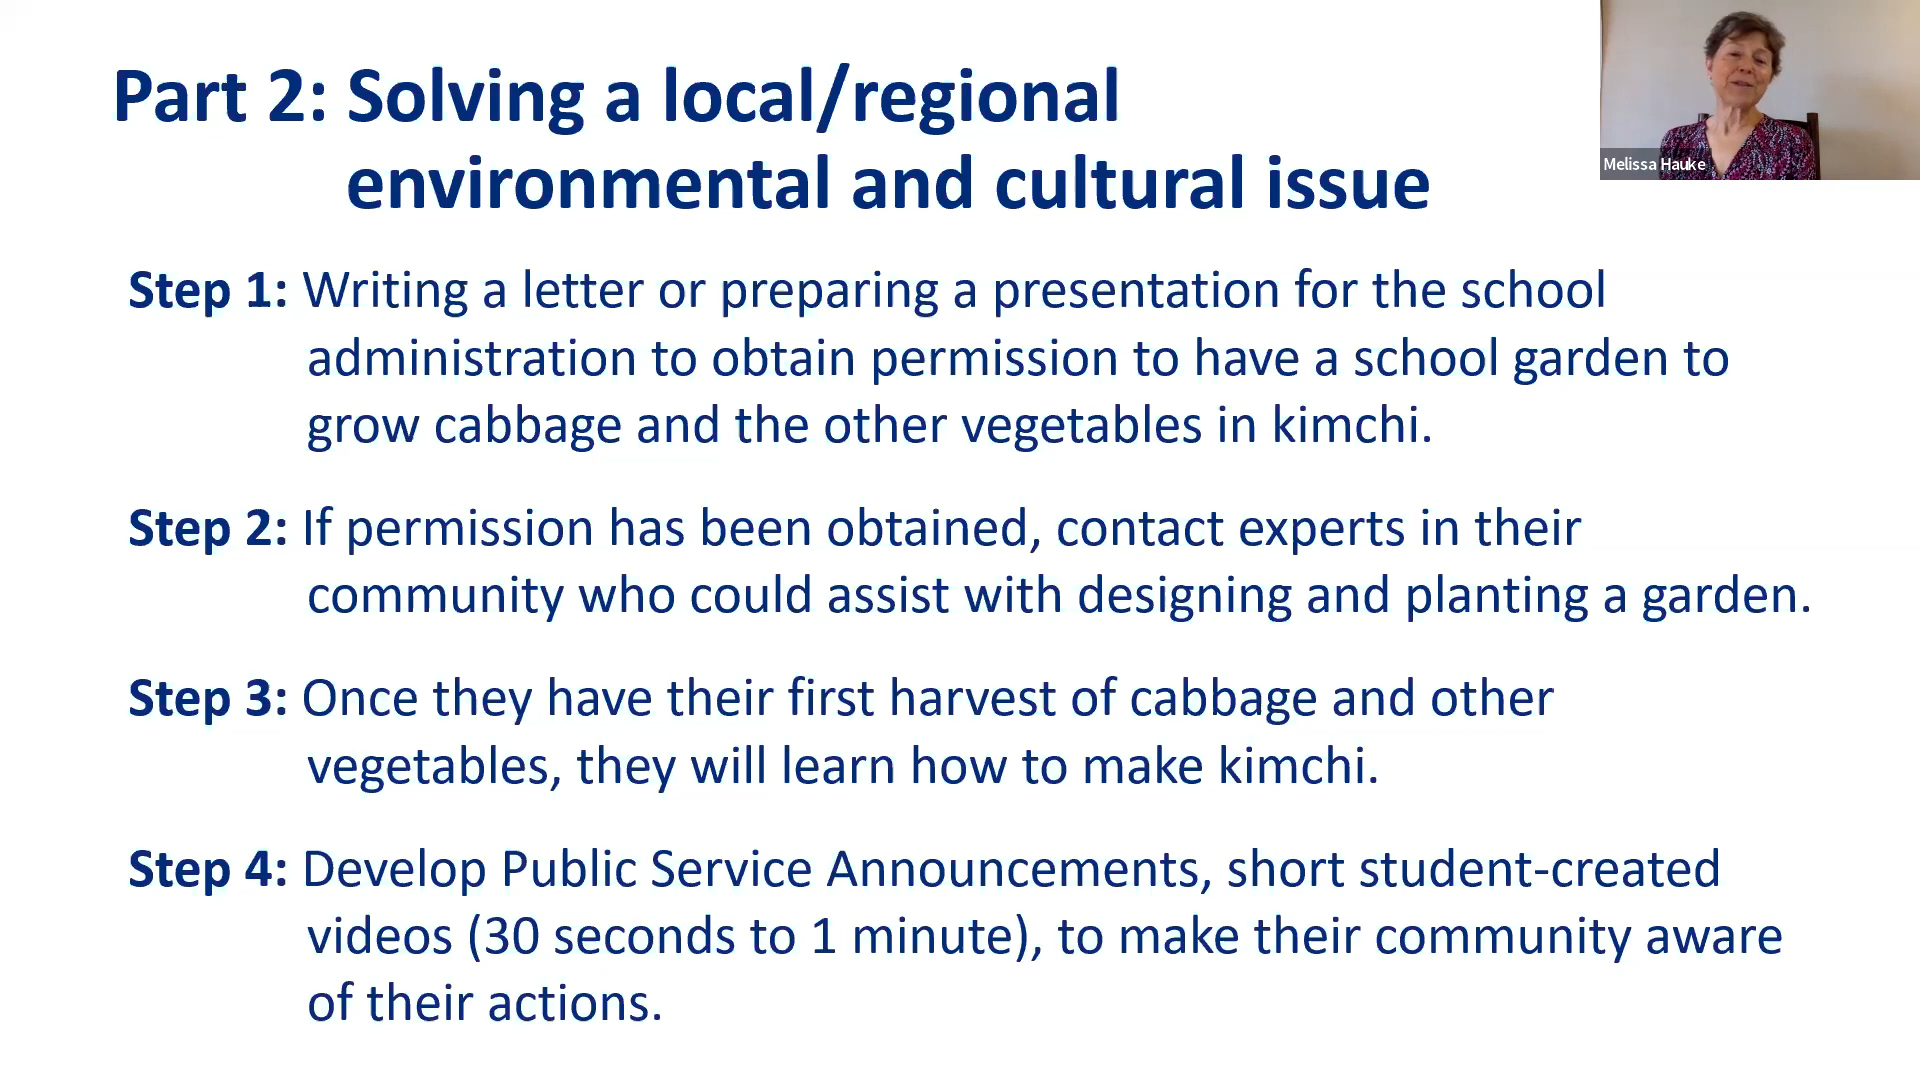 Part 2: Solving a local/regional
environmental and cultural issue
Melissa Hauke
Step 1: Writing a letter or preparing a presentation for the school
administration to obtain permission to have a school garden to
grow cabbage and the other vegetables in kimchi.
Step 2: If permission has been obtained, contact experts in their
community who could assist with designing and planting a garden.
Step 3: Once they have their first harvest of cabbage and other
vegetables, they will learn how to make kimchi.
Step 4: Develop Public Service Announcements, short student-created
videos (30 seconds to 1 minute), to make their community aware
of their actions.